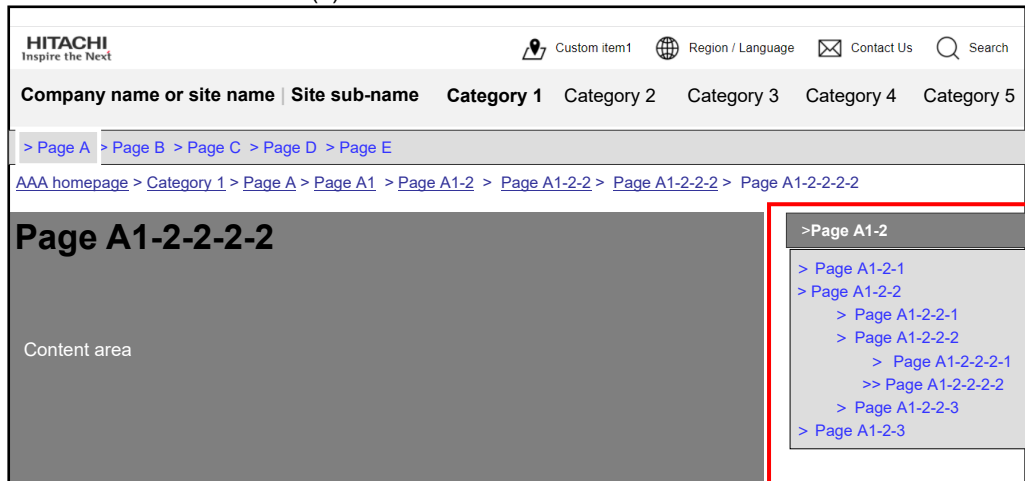 HITACHI
Inspire the Next
Custom item1 Region / Language Contact Us Search
Company name or site name | Site sub-name Category 1 Category 2 Category 3 Category 4 Category 5
> Page A > Page B > Page C > Page D > Page E
AAA homepage > Category 1 > Page A > Page A1 > Page A1-2 > Page A1-2-2 > Page A1-2-2-2 > Page A1-2-2-2-2
Page A1-2-2-2-2
Content area
>Page A1-2
> Page A1-2-1
> Page A1-2-2
> Page A1-2-2-1
> Page A1-2-2-2
> Page A1-2-2-2-1
>> Page A1-2-2-2-2
> Page A1-2-2-3
> Page A1-2-3